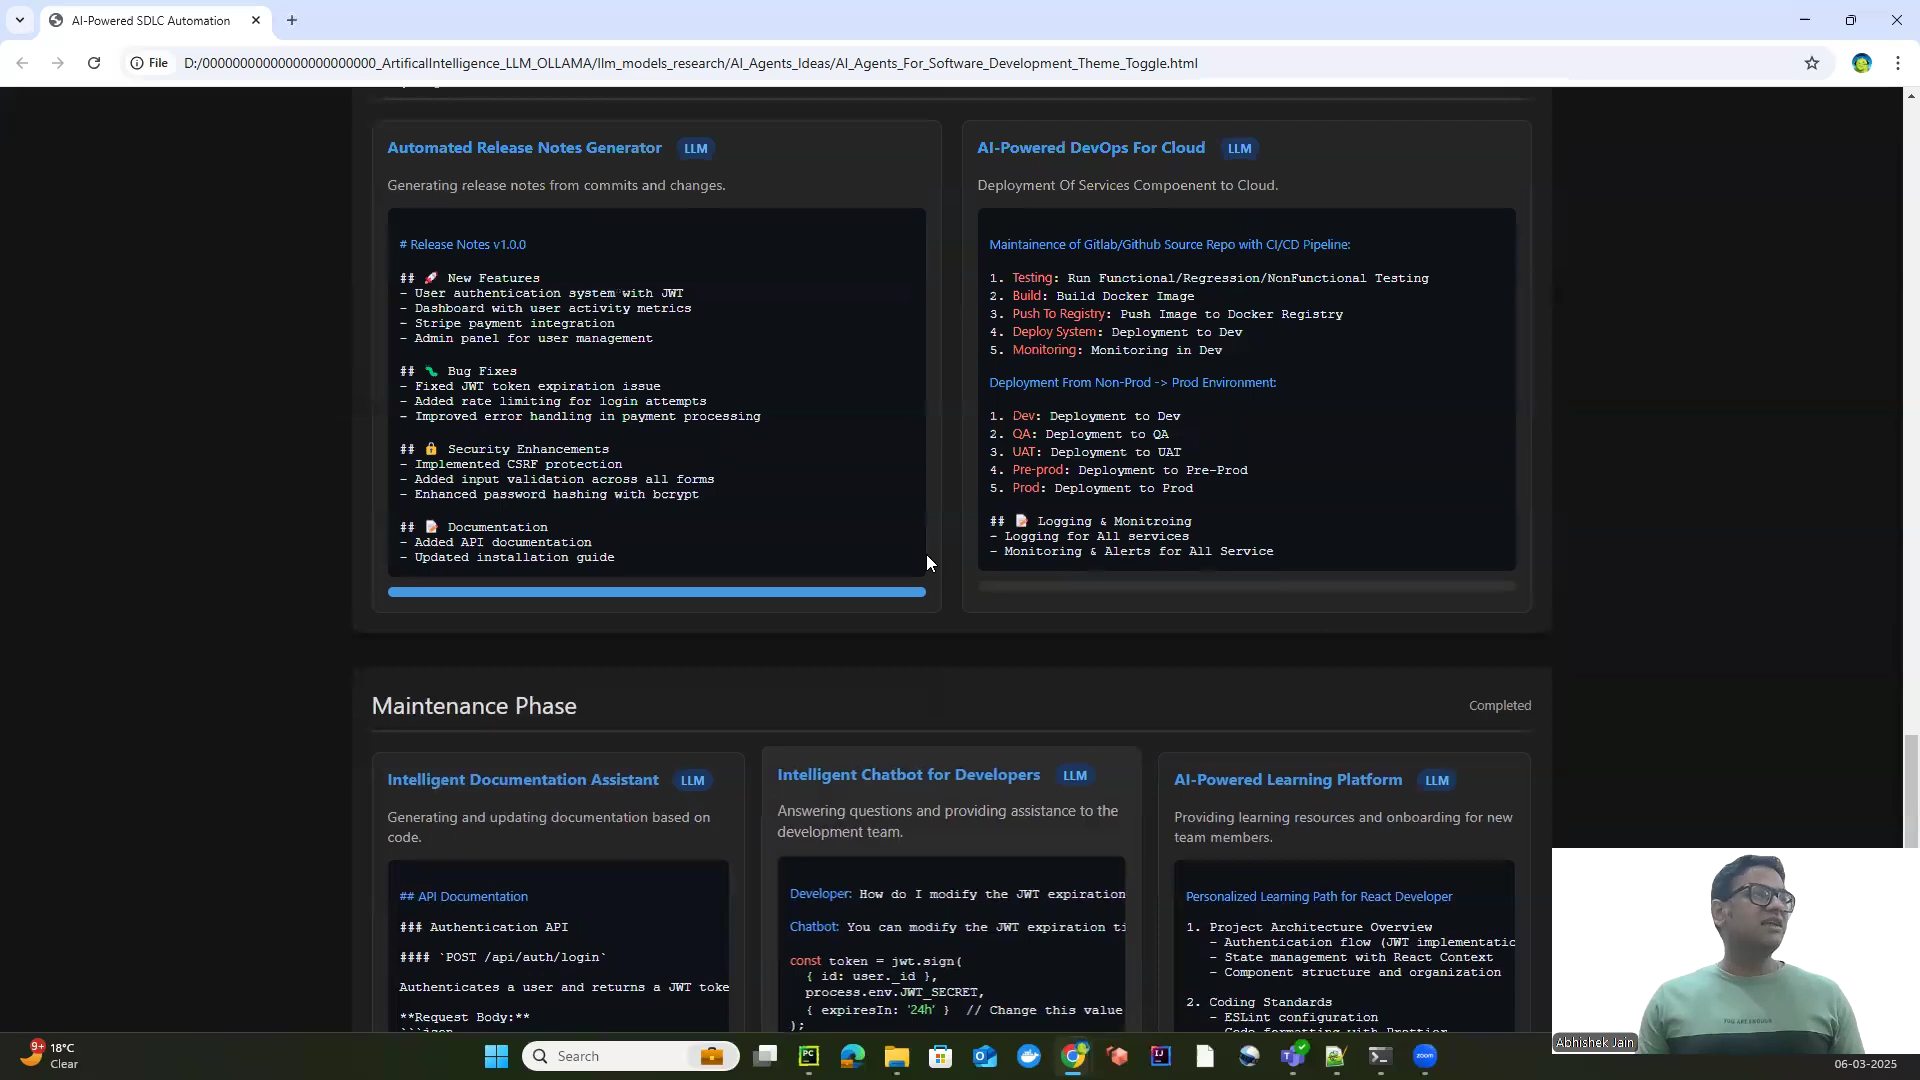 AI-Powered SDLC Automation
File
D:/00000000000000000000000_ArtificalIntelligence_LLM_OLLAMA/llm_models_research/AI_Agents_Ideas/AI_Agents_For_Software_Development_Theme_Toggle.html
Automated Release Notes Generator LLM
Generating release notes from commits and changes.
# Release Notes v1.0.0
## 🚀 New Features
- User authentication system with JWT
- Dashboard with user activity metrics
- Stripe payment integration
- Admin panel for user management
## 🐛 Bug Fixes
- Fixed JWT token expiration issue
- Added rate limiting for login attempts
- Improved error handling in payment processing
## 🔒 Security Enhancements
- Implemented CSRF protection
- Added input validation across all forms
- Enhanced password hashing with bcrypt
## 📝 Documentation
- Added API documentation
- Updated installation guide
AI-Powered DevOps For Cloud LLM
Deployment Of Services Compoenent to Cloud.
Maintainence of Gitlab/Github Source Repo with CI/CD Pipeline:
1. Testing: Run Functional/Regression/NonFunctional Testing
2. Build: Build Docker Image
3. Push To Registry: Push Image to Docker Registry
4. Deploy System: Deployment to Dev
5. Monitoring: Monitoring in Dev
Deployment From Non-Prod -> Prod Environment:
1. Dev: Deployment to Dev
2. QA: Deployment to QA
3. UAT: Deployment to UAT
4. Pre-prod: Deployment to Pre-Prod
5. Prod: Deployment to Prod
## 📝 Logging & Monitroing
- Logging for All services
- Monitoring & Alerts for All Service
Maintenance Phase
Completed
Intelligent Documentation Assistant LLM
Generating and updating documentation based on
code.
## API Documentation
### Authentication API
#### `POST /api/auth/login`
Authenticates a user and returns a JWT toke
**Request Body:**
Intelligent Chatbot for Developers LLM
Answering questions and providing assistance to the
development team.
Developer: How do I modify the JWT expiration
Chatbot: You can modify the JWT expiration ti
const token = jwt.sign(
{ id: user._id },
process.env.JWT_SECRET,
{ expiresIn: '24h' } // Change this value
);
AI-Powered Learning Platform LLM
Providing learning resources and onboarding for new
team members.
Personalized Learning Path for React Developer
1. Project Architecture Overview
- Authentication flow (JWT implementatic
- State management with React Context
- Component structure and organization
2. Coding Standards
- ESLint configuration
- Code formatting with Prettier
YOU ARE ENOUGH
Abhishek Jain
9+
18°C
Clear
Search
PC
IJ
zoom
06-03-2025